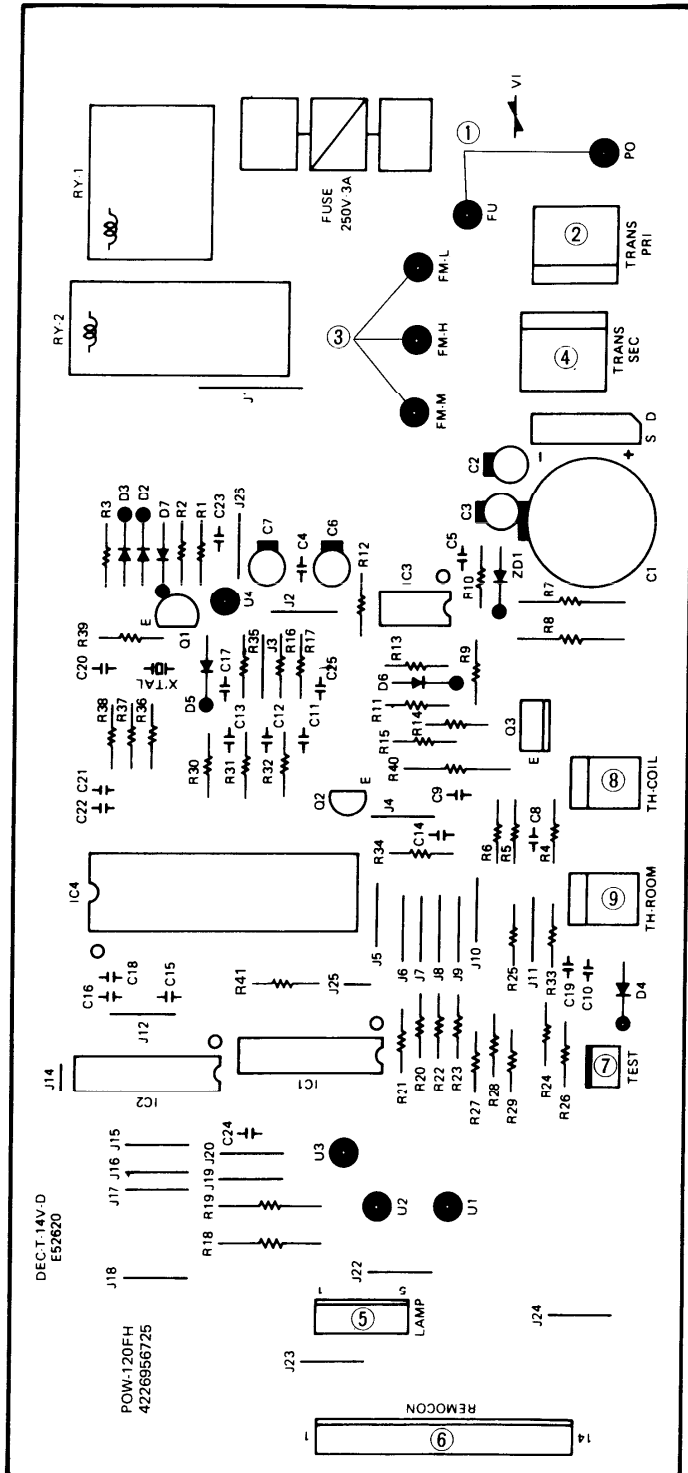 RY-1
RY-2
FUSE
250V·3A
①
VI
PO
FU
②
TRANS
PRI
FM-L
③
FM-H
FM-M
④
TRANS
SEC
S D
−
+
C2
C3
C1
R3
D3
D2
D7
R2
R1
C23
J26
C7
C6
C4
U4
J2
R12
C5
IC3
R10
ZD1
R7
R8
R9
R39
E
Q1
C20
X'TAL
D5
C17
R35
J3
R16
R17
C25
R13
D6
R11
R14
R15
R40
Q3
E
R38
R37
R36
R30
C13
R31
C12
R32
C11
C21
C22
Q2
E
J4
C9
C14
R34
R6
R5
C8
R4
⑧
TH-COIL
IC4
J5
J6
J7
J8
J9
J10
R25
J11
R33
⑨
TH-ROOM
C16
C18
C15
R41
J25
C19
C10
D4
J12
J14
IC2
IC1
R21
R20
R22
R23
R27
R28
R29
R24
R26
⑦
TEST
J15
J16
J17
C24
J20
J19
R19
R18
U3
U2
U1
DEC-T-14V-D
E52620
J18
J22
1
5
⑤
LAMP
J24
J23
POW-120FH
4226956725
REMOCON
1
14
⑥